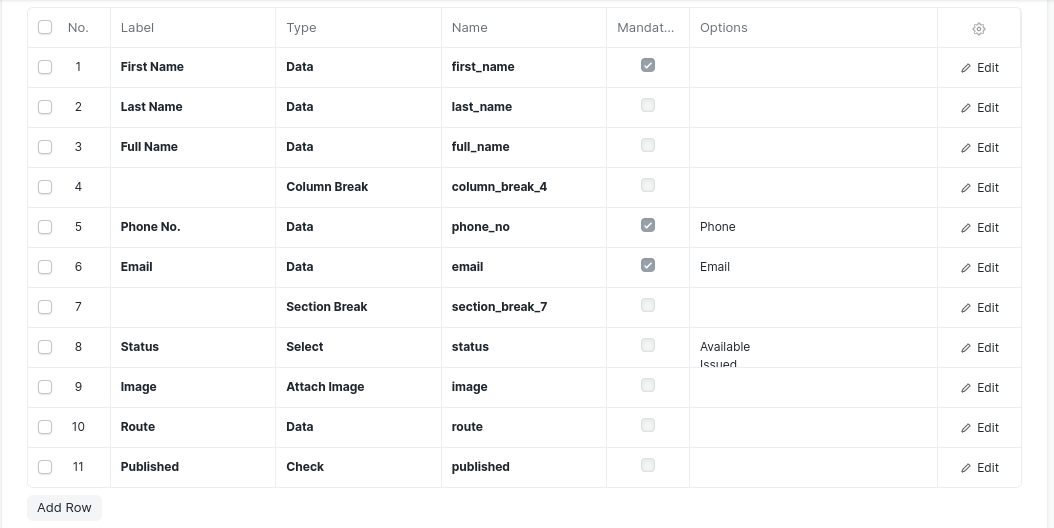 No. Label Type Name Mandat... Options
1 First Name Data first_name Edit
2 Last Name Data last_name Edit
3 Full Name Data full_name Edit
4 Column Break column_break_4 Edit
5 Phone No. Data phone_no Phone Edit
6 Email Data email Email Edit
7 Section Break section_break_7 Edit
8 Status Select status Available Edit
Issued
9 Image Attach Image image Edit
10 Route Data route Edit
11 Published Check published Edit
Add Row